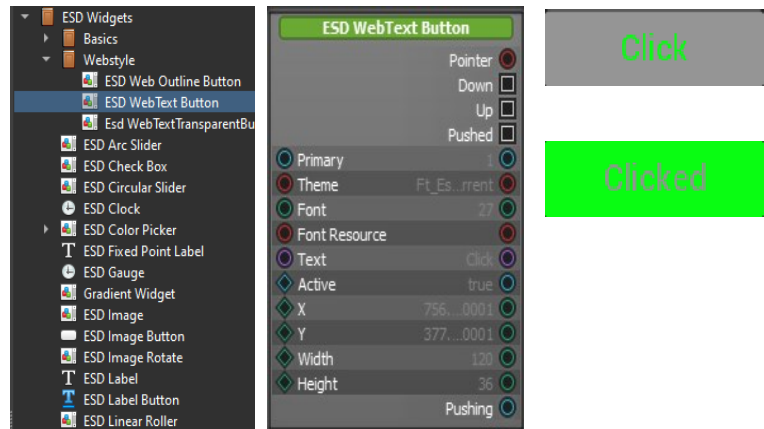 ESD Widgets
Basics
Webstyle
ESD Web Outline Button
ESD WebText Button
Esd WebTextTransparentBu
ESD Arc Slider
ESD Check Box
ESD Circular Slider
ESD Clock
ESD Color Picker
ESD Fixed Point Label
ESD Gauge
Gradient Widget
ESD Image
ESD Image Button
ESD Image Rotate
ESD Label
ESD Label Button
ESD Linear Roller
ESD WebText Button
Pointer
Down
Up
Pushed
Primary 1
Theme Ft_Es...rrent
Font 27
Font Resource
Text Click
Active true
X 756....0001
Y 377....0001
Width 120
Height 36
Pushing
Click
Clicked